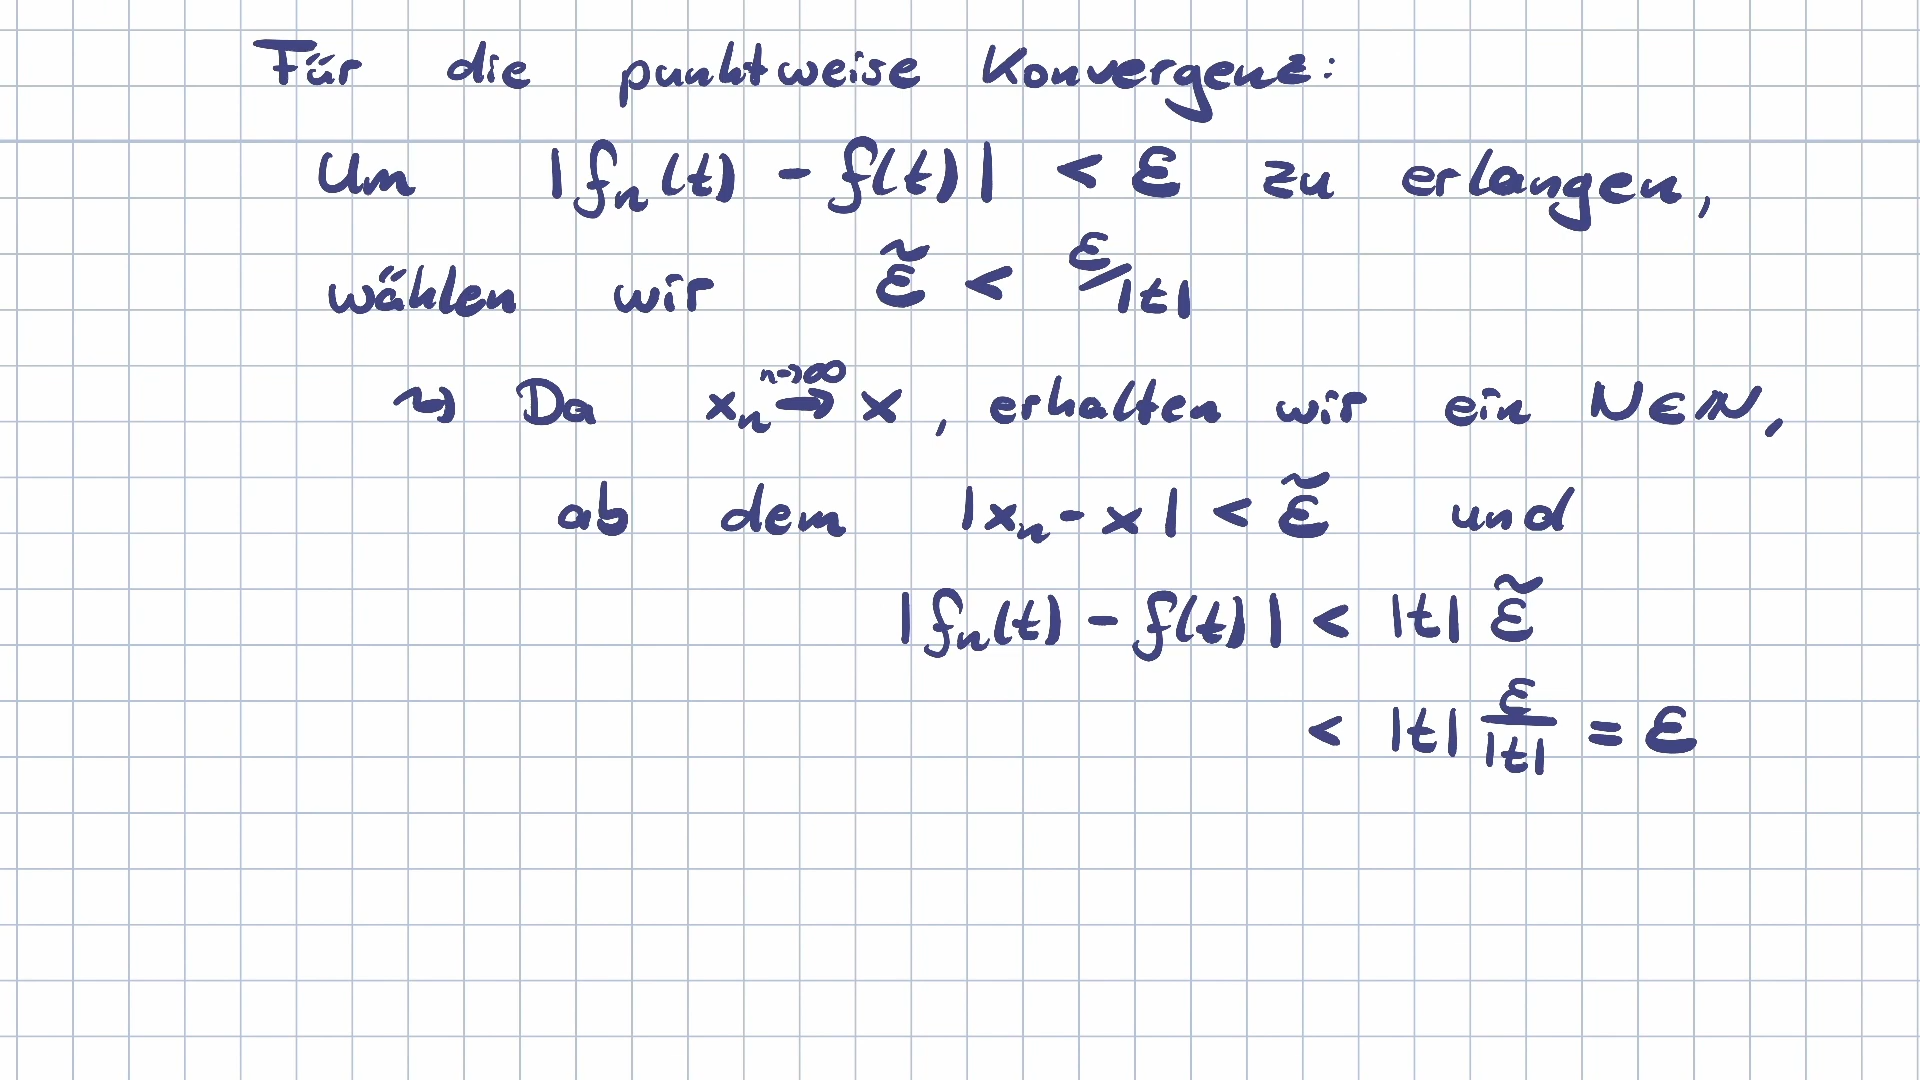 Für die punktweise Konvergenz:
Um |fₙ(t) - f(t)| < ε zu erlangen,
wählen wir ε̃ < ε/|t|
⇝ Da xₙ →(n→∞) x, erhalten wir ein N∈ℕ,
ab dem |xₙ - x| < ε̃ und
|fₙ(t) - f(t)| < |t| ε̃
< |t| ε/|t| = ε